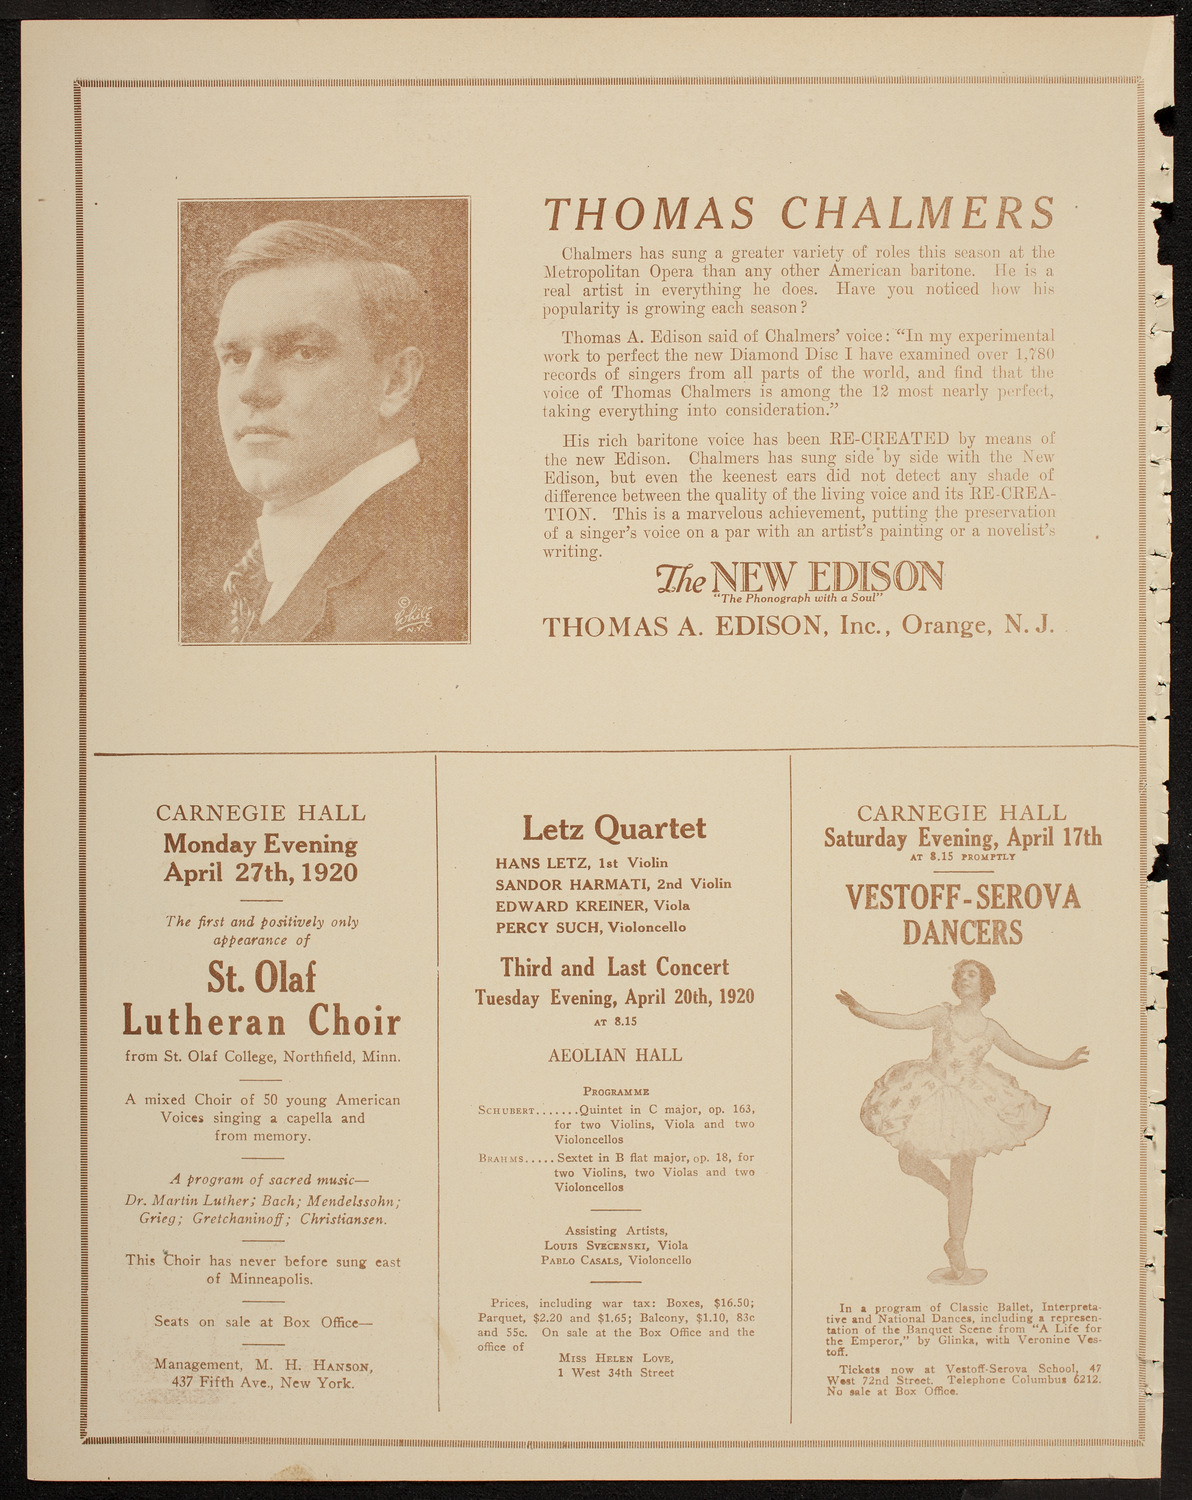 THOMAS CHALMERS
Chalmers has sung a greater variety of roles this season at the
Metropolitan Opera than any other American baritone. He is a
real artist in everything he does. Have you noticed how his
popularity is growing each season?
Thomas A. Edison said of Chalmers' voice: "In my experimental
work to perfect the new Diamond Disc I have examined over 1,780
records of singers from all parts of the world, and find that the
voice of Thomas Chalmers is among the 12 most nearly perfect,
taking everything into consideration."
His rich baritone voice has been RE-CREATED by means of
the new Edison. Chalmers has sung side by side with the New
Edison, but even the keenest ears did not detect any shade of
difference between the quality of the living voice and its RE-CREA-
TION. This is a marvelous achievement, putting the preservation
of a singer's voice on a par with an artist's painting or a novelist's
writing.
The NEW EDISON
"The Phonograph with a Soul"
THOMAS A. EDISON, Inc., Orange, N. J.
White
N.Y.
CARNEGIE HALL
Monday Evening
April 27th, 1920
The first and positively only
appearance of
St. Olaf
Lutheran Choir
from St. Olaf College, Northfield, Minn.
A mixed Choir of 50 young American
Voices singing a capella and
from memory.
A program of sacred music—
Dr. Martin Luther; Bach; Mendelssohn;
Grieg; Gretchaninoff; Christiansen.
This Choir has never before sung east
of Minneapolis.
Seats on sale at Box Office—
Management, M. H. HANSON,
437 Fifth Ave., New York.
Letz Quartet
HANS LETZ, 1st Violin
SANDOR HARMATI, 2nd Violin
EDWARD KREINER, Viola
PERCY SUCH, Violoncello
Third and Last Concert
Tuesday Evening, April 20th, 1920
AT 8.15
AEOLIAN HALL
PROGRAMME
SCHUBERT.......Quintet in C major, op. 163,
for two Violins, Viola and two
Violoncellos
BRAHMS.....Sextet in B flat major, op. 18, for
two Violins, two Violas and two
Violoncellos
Assisting Artists,
LOUIS SVECENSKI, Viola
PABLO CASALS, Violoncello
Prices, including war tax: Boxes, $16.50;
Parquet, $2.20 and $1.65; Balcony, $1.10, 83c
and 55c. On sale at the Box Office and the
office of
MISS HELEN LOVE,
1 West 34th Street
CARNEGIE HALL
Saturday Evening, April 17th
AT 8.15 PROMPTLY
VESTOFF-SEROVA
DANCERS
In a program of Classic Ballet, Interpreta-
tive and National Dances, including a represen-
tation of the Banquet Scene from "A Life for
the Emperor," by Glinka, with Veronine Ves-
toff.
Tickets now at Vestoff-Serova School, 47
West 72nd Street. Telephone Columbus 6212.
No sale at Box Office.